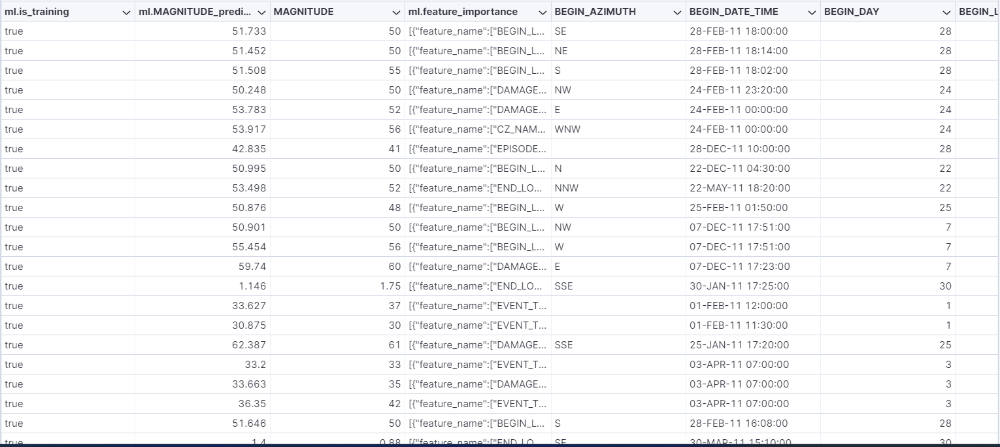 ml.is_training ml.MAGNITUDE_predi... MAGNITUDE ml.feature_importance BEGIN_AZIMUTH BEGIN_DATE_TIME BEGIN_DAY BEGIN_L
true 51.733 50 [{"feature_name":["BEGIN_L... SE 28-FEB-11 18:00:00 28
true 51.452 50 [{"feature_name":["BEGIN_L... NE 28-FEB-11 18:14:00 28
true 51.508 55 [{"feature_name":["BEGIN_L... S 28-FEB-11 18:02:00 28
true 50.248 50 [{"feature_name":["DAMAGE... NW 24-FEB-11 23:20:00 24
true 53.783 52 [{"feature_name":["DAMAGE... E 24-FEB-11 00:00:00 24
true 53.917 56 [{"feature_name":["CZ_NAM... WNW 24-FEB-11 00:00:00 24
true 42.835 41 [{"feature_name":["EPISODE... 28-DEC-11 10:00:00 28
true 50.995 50 [{"feature_name":["BEGIN_L... N 22-DEC-11 04:30:00 22
true 53.498 52 [{"feature_name":["END_LO... NNW 22-MAY-11 18:20:00 22
true 50.876 48 [{"feature_name":["BEGIN_L... W 25-FEB-11 01:50:00 25
true 50.901 50 [{"feature_name":["BEGIN_L... NW 07-DEC-11 17:51:00 7
true 55.454 56 [{"feature_name":["BEGIN_L... W 07-DEC-11 17:51:00 7
true 59.74 60 [{"feature_name":["DAMAGE... E 07-DEC-11 17:23:00 7
true 1.146 1.75 [{"feature_name":["END_LO... SSE 30-JAN-11 17:25:00 30
true 33.627 37 [{"feature_name":["EVENT_T... 01-FEB-11 12:00:00 1
true 30.875 30 [{"feature_name":["EVENT_T... 01-FEB-11 11:30:00 1
true 62.387 61 [{"feature_name":["DAMAGE... SSE 25-JAN-11 17:20:00 25
true 33.2 33 [{"feature_name":["EVENT_T... 03-APR-11 07:00:00 3
true 33.663 35 [{"feature_name":["DAMAGE... 03-APR-11 07:00:00 3
true 36.35 42 [{"feature_name":["EVENT_T... 03-APR-11 07:00:00 3
true 51.646 50 [{"feature_name":["BEGIN_L... S 28-FEB-11 16:08:00 28
true 1.4 0.88 [{"feature_name":["END_LO... SE 30-MAR-11 15:10:00 30